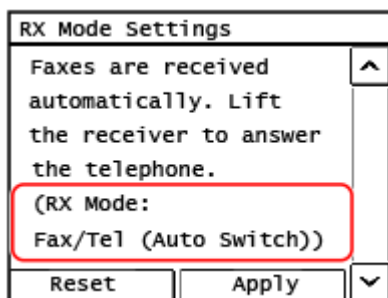 RX Mode Settings
Faxes are received
automatically. Lift
the receiver to answer
the telephone.
(RX Mode:
Fax/Tel (Auto Switch))
Reset Apply